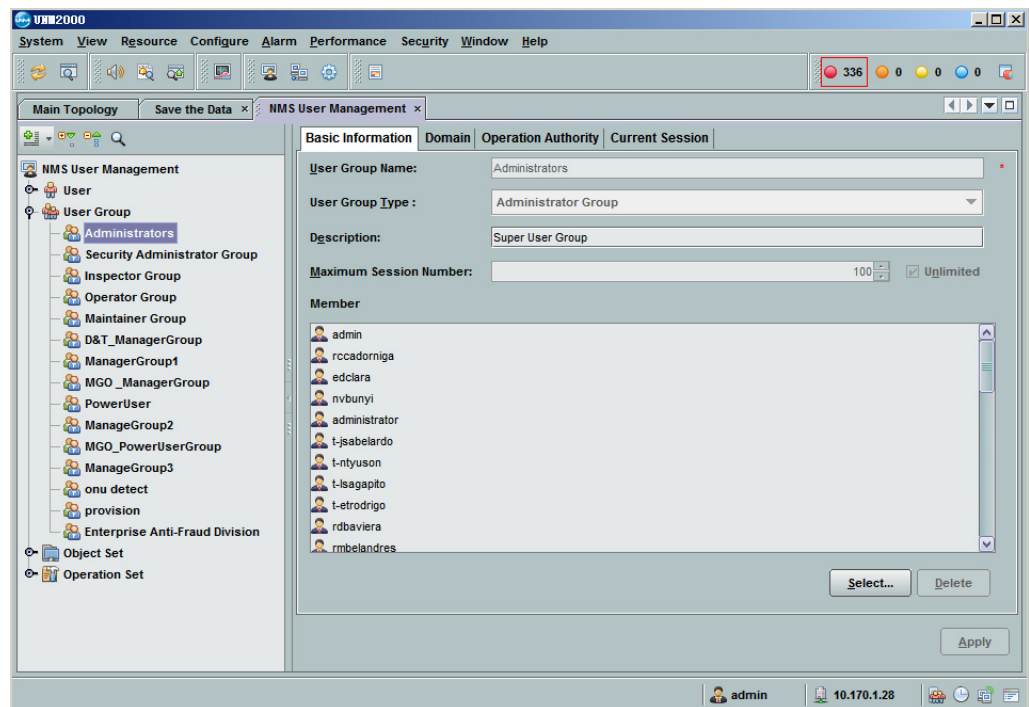 UNM2000
System View Resource Configure Alarm Performance Security Window Help
336 0 0 0
Main Topology Save the Data × NMS User Management ×
Basic Information Domain Operation Authority Current Session
NMS User Management
User
User Group
Administrators
Security Administrator Group
Inspector Group
Operator Group
Maintainer Group
D&T_ManagerGroup
ManagerGroup1
MGO _ManagerGroup
PowerUser
ManageGroup2
MGO_PowerUserGroup
ManageGroup3
onu detect
provision
Enterprise Anti-Fraud Division
Object Set
Operation Set
User Group Name: Administrators *
User Group Type : Administrator Group
Description: Super User Group
Maximum Session Number: 100 Unlimited
Member
admin
rccadorniga
edclara
nvbunyi
administrator
t-jsabelardo
t-ntyuson
t-lsagapito
t-etrodrigo
rdbaviera
rmbelandres
Select... Delete
Apply
admin 10.170.1.28